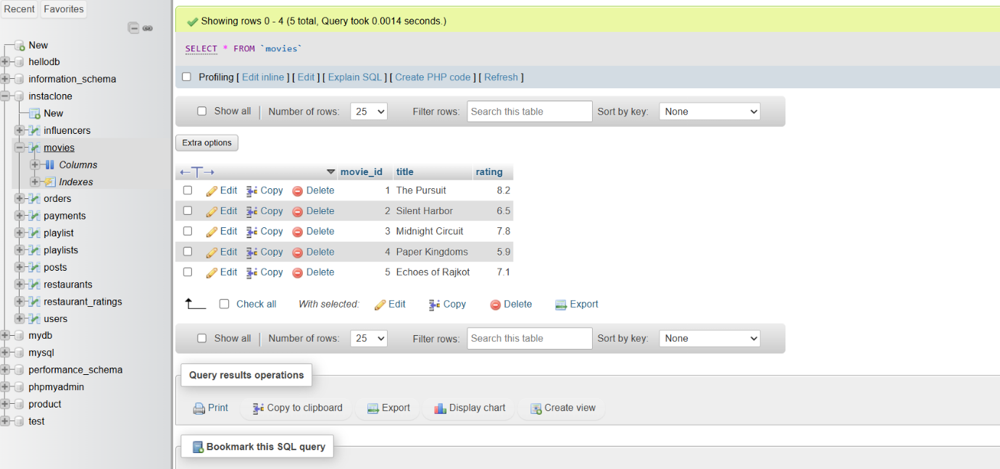 Recent Favorites
New
hellodb
information_schema
instaclone
New
influencers
movies
Columns
Indexes
orders
payments
playlist
playlists
posts
restaurants
restaurant_ratings
users
mydb
mysql
performance_schema
phpmyadmin
product
test
Showing rows 0 - 4 (5 total, Query took 0.0014 seconds.)
SELECT * FROM `movies`
Profiling [ Edit inline ] [ Edit ] [ Explain SQL ] [ Create PHP code ] [ Refresh ]
Show all | Number of rows: 25 Filter rows: Search this table Sort by key: None
Extra options
←T→ movie_id title rating
Edit Copy Delete 1 The Pursuit 8.2
Edit Copy Delete 2 Silent Harbor 6.5
Edit Copy Delete 3 Midnight Circuit 7.8
Edit Copy Delete 4 Paper Kingdoms 5.9
Edit Copy Delete 5 Echoes of Rajkot 7.1
Check all With selected: Edit Copy Delete Export
Show all | Number of rows: 25 Filter rows: Search this table Sort by key: None
Query results operations
Print Copy to clipboard Export Display chart Create view
Bookmark this SQL query